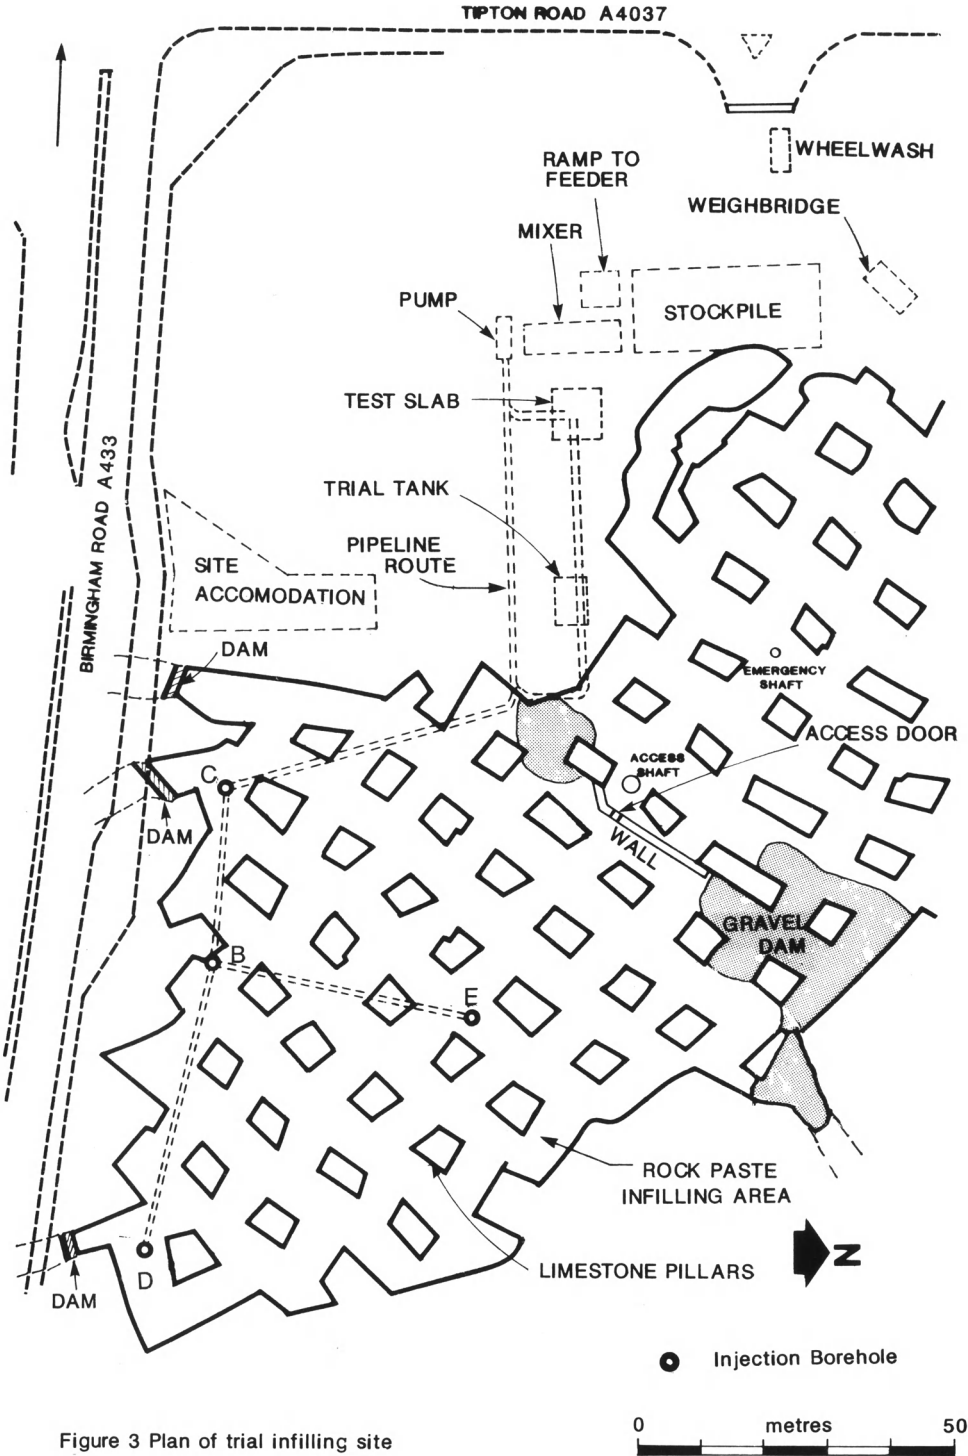 TIPTON ROAD A4037
WHEELWASH
RAMP TO
FEEDER
WEIGHBRIDGE
MIXER
PUMP
STOCKPILE
TEST SLAB
BIRMINGHAM ROAD A433
TRIAL TANK
PIPELINE
ROUTE
SITE
ACCOMODATION
DAM
EMERGENCY
SHAFT
ACCESS DOOR
ACCESS
SHAFT
C
DAM
WALL
GRAVEL
DAM
B
E
ROCK PASTE
INFILLING AREA
N
LIMESTONE PILLARS
D
DAM
Injection Borehole
0 metres 50
Figure 3 Plan of trial infilling site